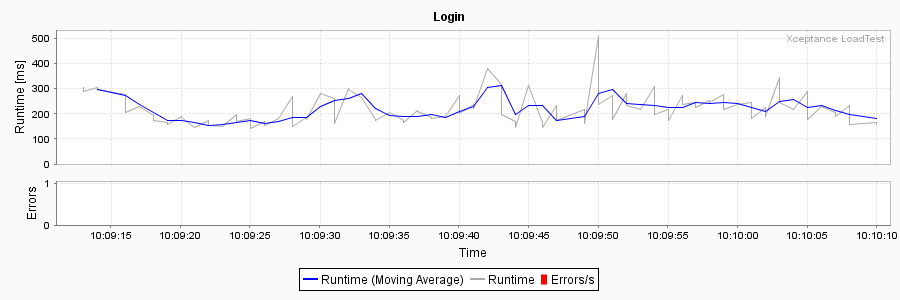 Login
Xceptance LoadTest
Runtime [ms]
500
400
300
200
100
0
Errors
1
0
10:09:15 10:09:20 10:09:25 10:09:30 10:09:35 10:09:40 10:09:45 10:09:50 10:09:55 10:10:00 10:10:05 10:10:10
Time
Runtime (Moving Average) Runtime Errors/s